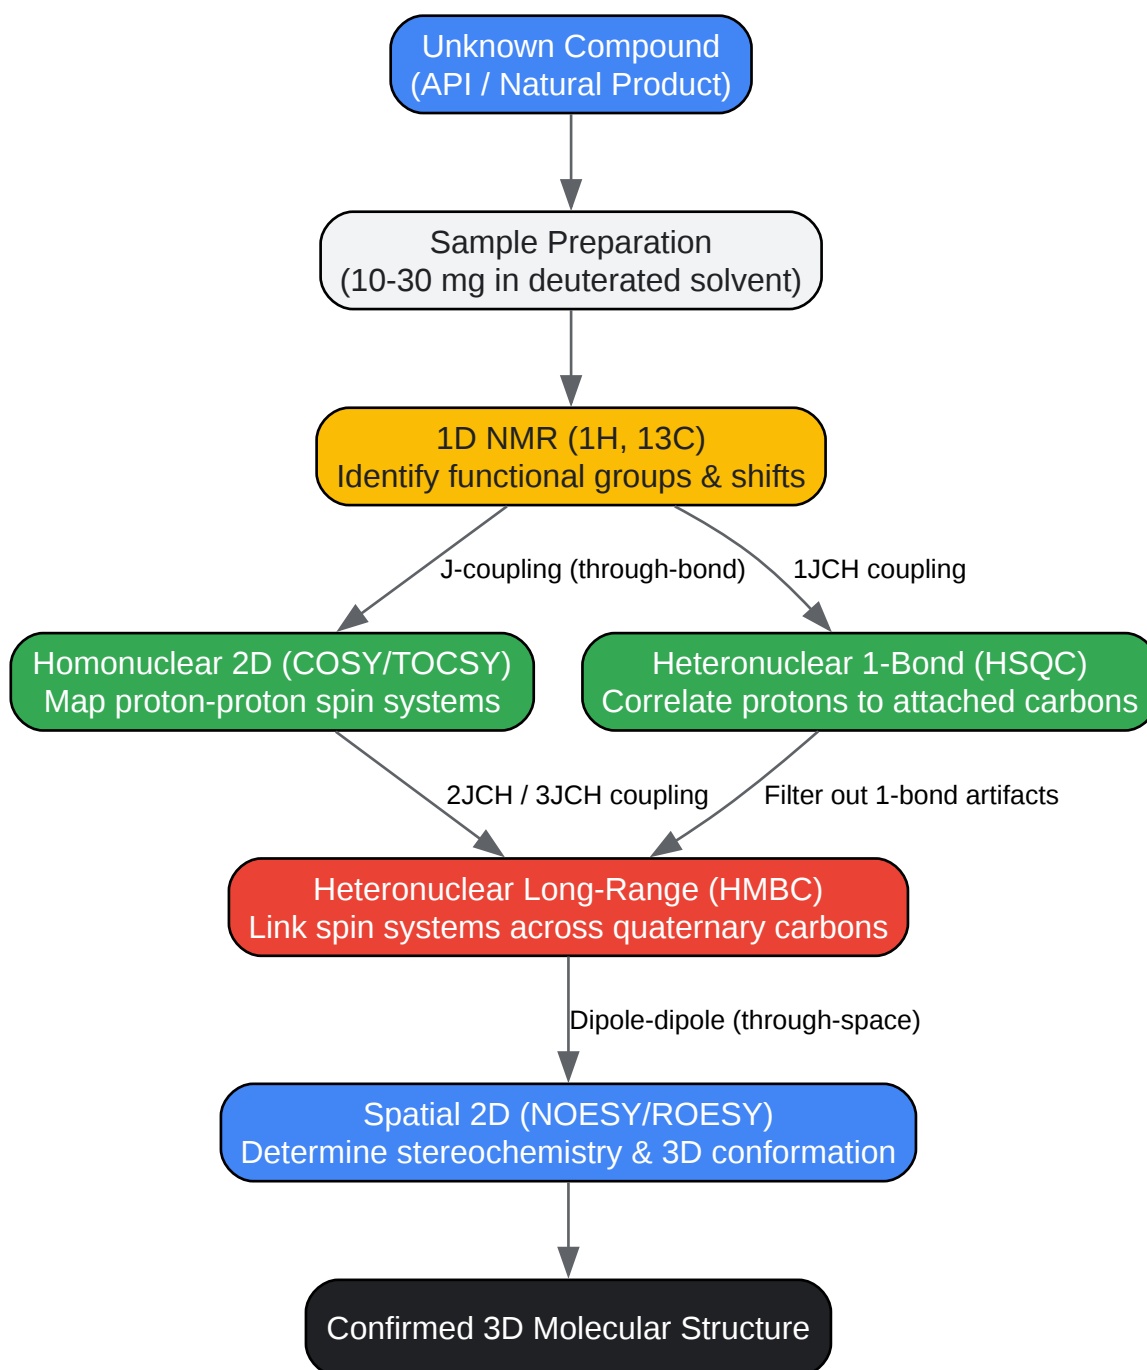 Unknown Compound
(API / Natural Product)
Sample Preparation
(10-30 mg in deuterated solvent)
1D NMR (1H, 13C)
Identify functional groups & shifts
J-coupling (through-bond)
1JCH coupling
Homonuclear 2D (COSY/TOCSY)
Map proton-proton spin systems
Heteronuclear 1-Bond (HSQC)
Correlate protons to attached carbons
2JCH / 3JCH coupling
Filter out 1-bond artifacts
Heteronuclear Long-Range (HMBC)
Link spin systems across quaternary carbons
Dipole-dipole (through-space)
Spatial 2D (NOESY/ROESY)
Determine stereochemistry & 3D conformation
Confirmed 3D Molecular Structure